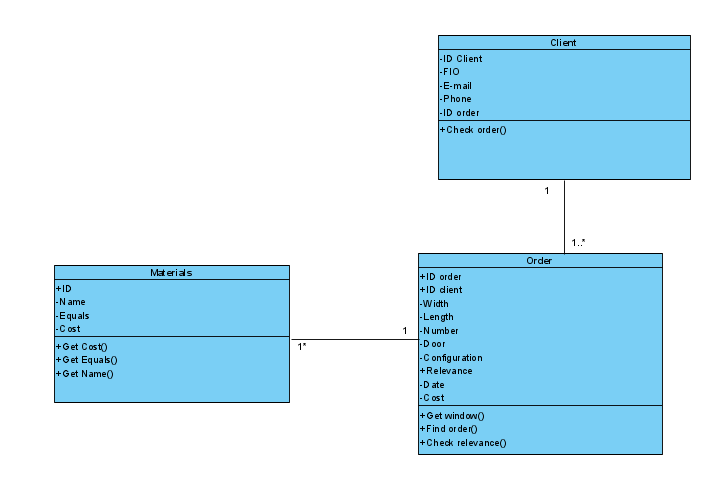 Client
-ID Client
-FIO
-E-mail
-Phone
-ID order
+Check order()
1
1..*
Order
+ID order
+ID client
-Width
-Length
-Number
-Door
-Configuration
+Relevance
-Date
-Cost
+Get window()
+Find order()
+Check relevance()
Materials
+ID
-Name
-Equals
-Cost
+Get Cost()
+Get Equals()
+Get Name()
1*
1